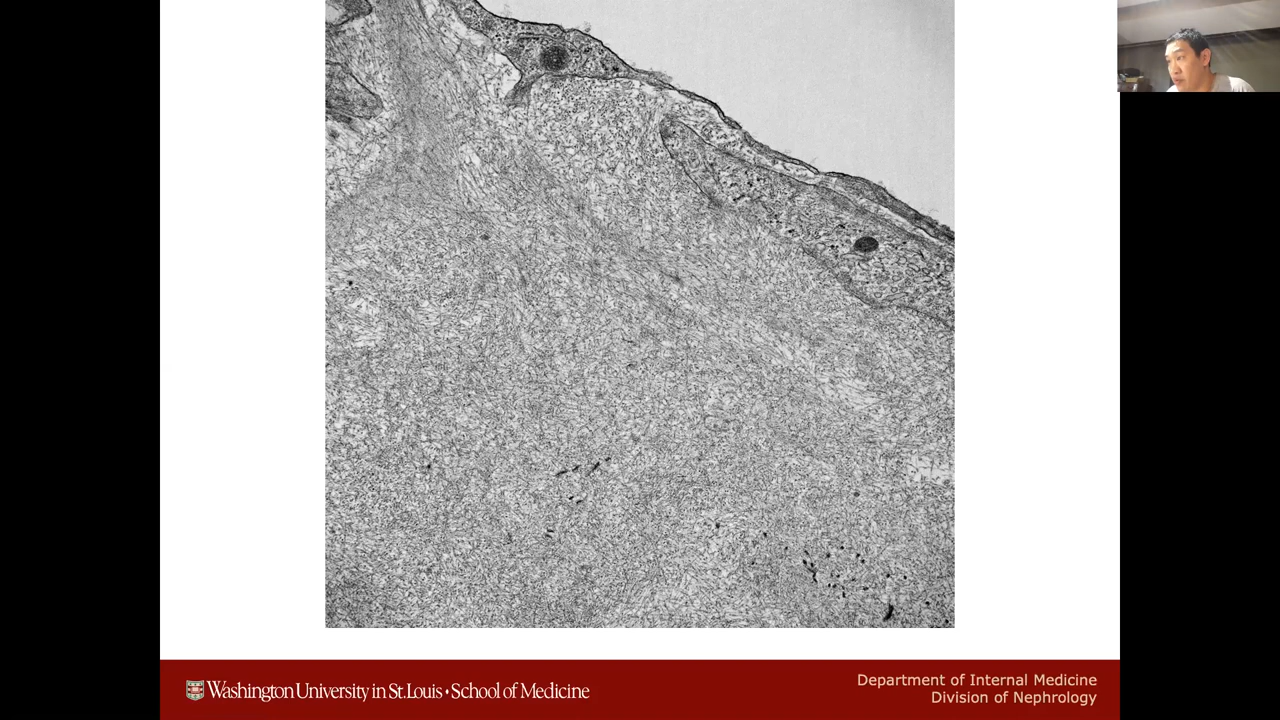 Washington University in St. Louis • School of Medicine
Department of Internal Medicine
Division of Nephrology